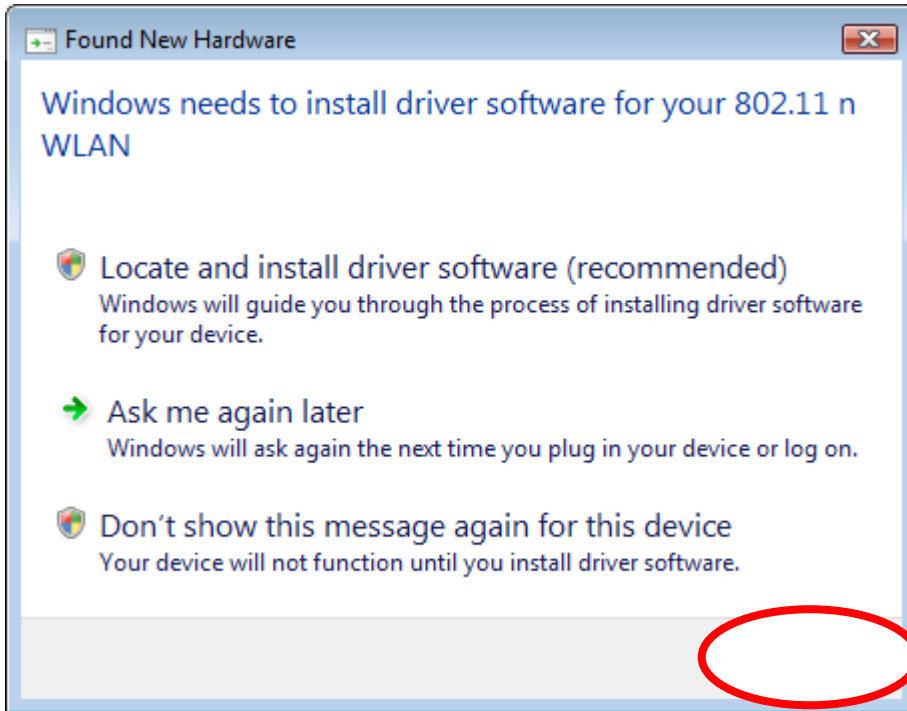 Found New Hardware
Windows needs to install driver software for your 802.11 n
WLAN
Locate and install driver software (recommended)
Windows will guide you through the process of installing driver software
for your device.
Ask me again later
Windows will ask again the next time you plug in your device or log on.
Don't show this message again for this device
Your device will not function until you install driver software.